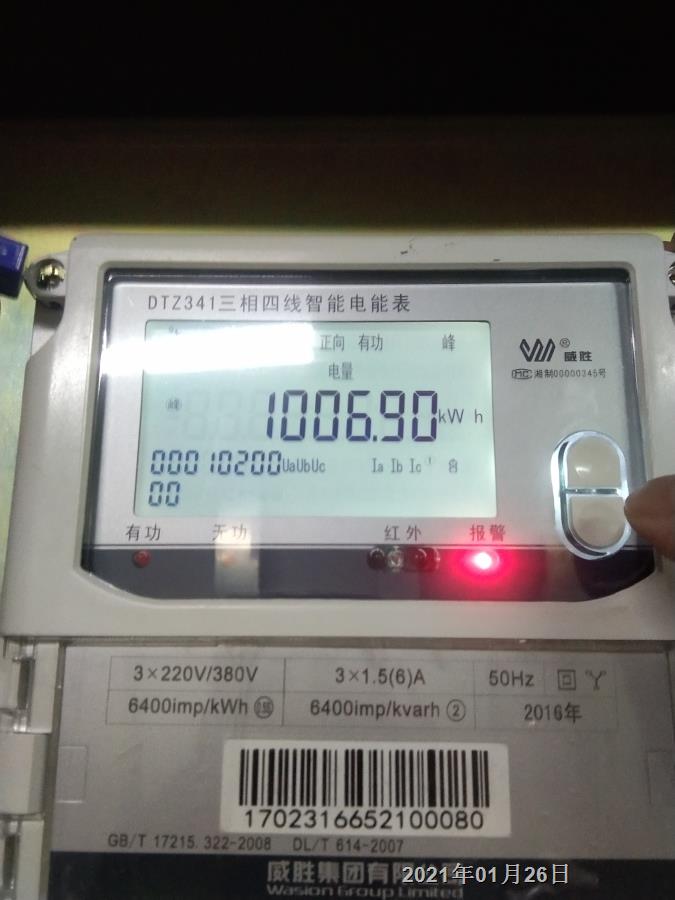 DTZ341三相四线智能电能表
正向 有功 峰
电量
威胜
MC 湘制00000345号
峰 1006.90 kWh
00010200 UaUbUc Ia Ib Ic
00
有功 无功 红外 报警
3×220V/380V 3×1.5(6)A 50Hz
6400imp/kWh 6400imp/kvarh ② 2016年
1702316652100080
GB/T 17215.322-2008 DL/T 614-2007
威胜集团有限公司
Wasion Group Limited
2021年01月26日